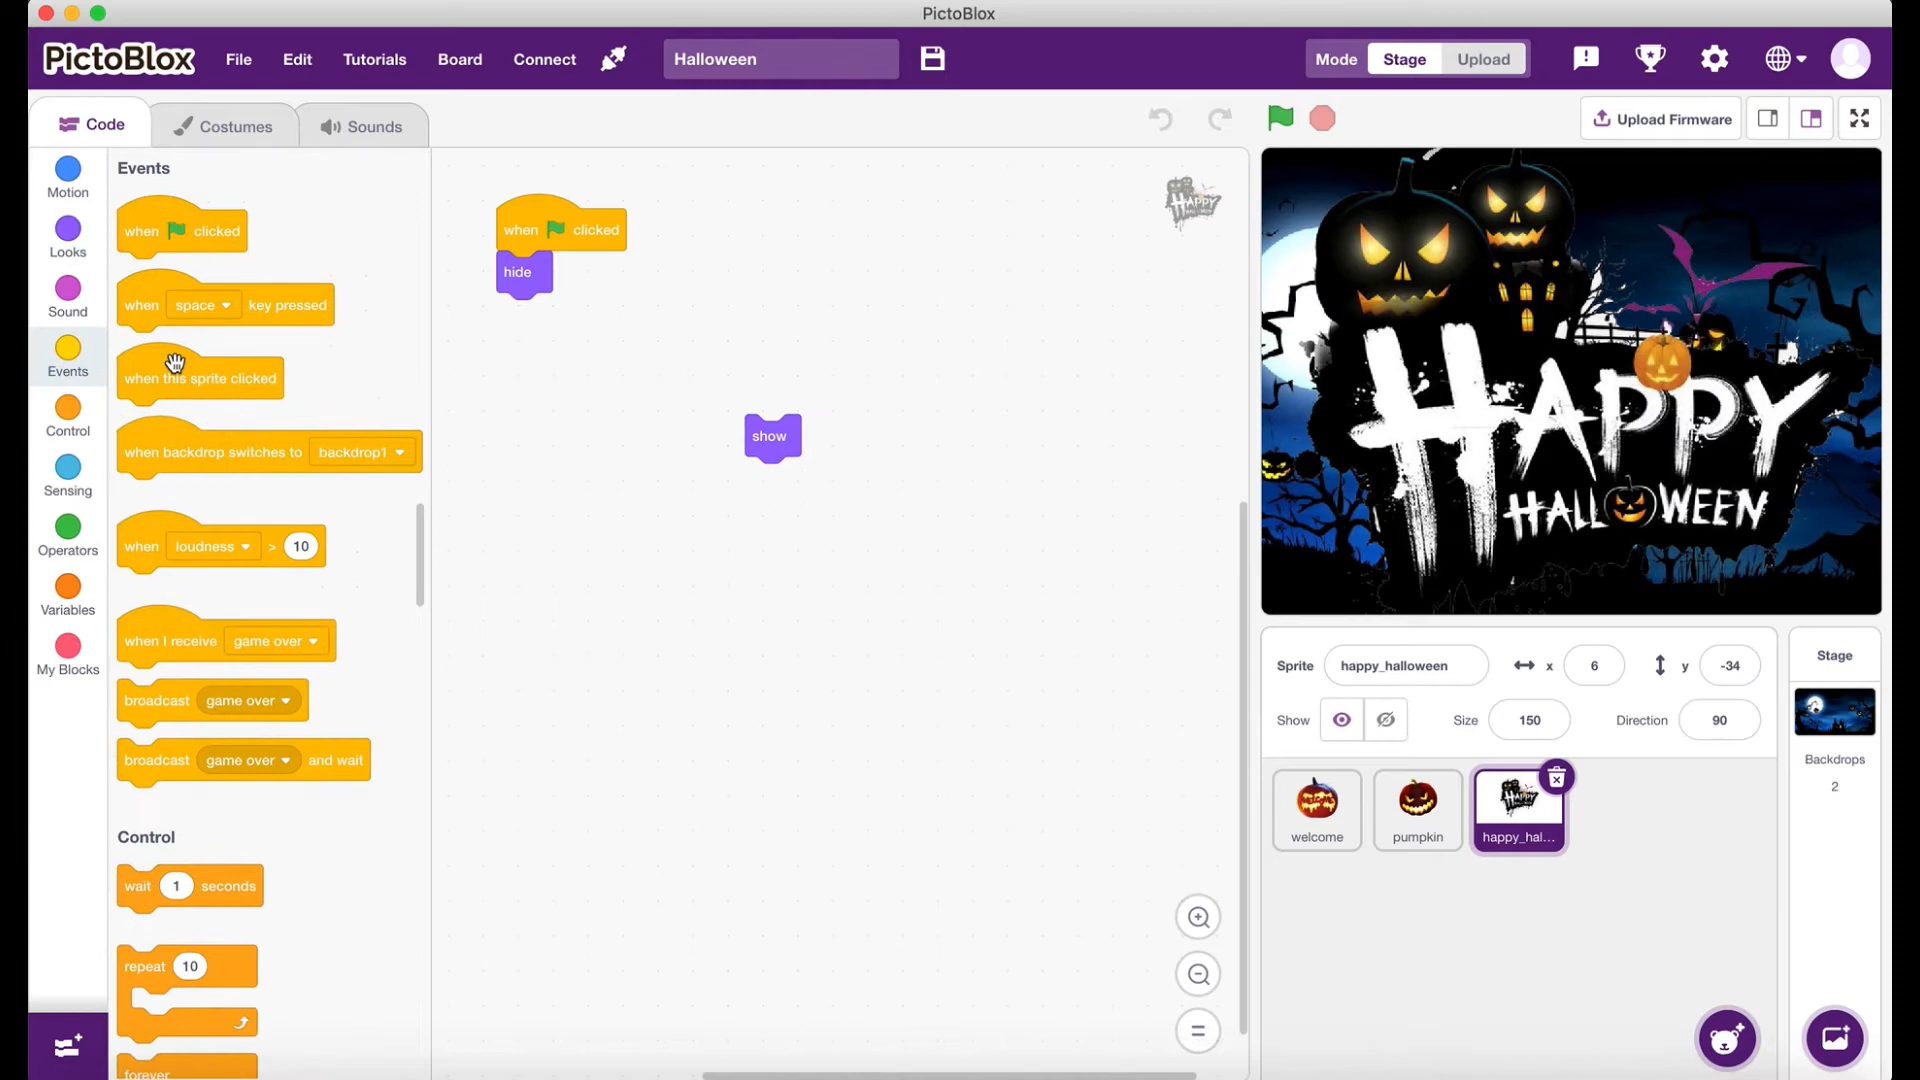 PictoBlox
PictoBlox File Edit Tutorials Board Connect Halloween Mode Stage Upload
Code Costumes Sounds Upload Firmware
Motion
Looks
Sound
Events
Control
Sensing
Operators
Variables
My Blocks
Events
when clicked
when space key pressed
when this sprite clicked
when backdrop switches to backdrop1
when loudness > 10
when I receive game over
broadcast game over
broadcast game over and wait
Control
wait 1 seconds
repeat 10
forever
when clicked
hide
show
HAPPY
HAPPY
HALLOWEEN
Sprite happy_halloween x 6 y -34
Show Size 150 Direction 90
welcome pumpkin happy_hal...
Stage
Backdrops
2